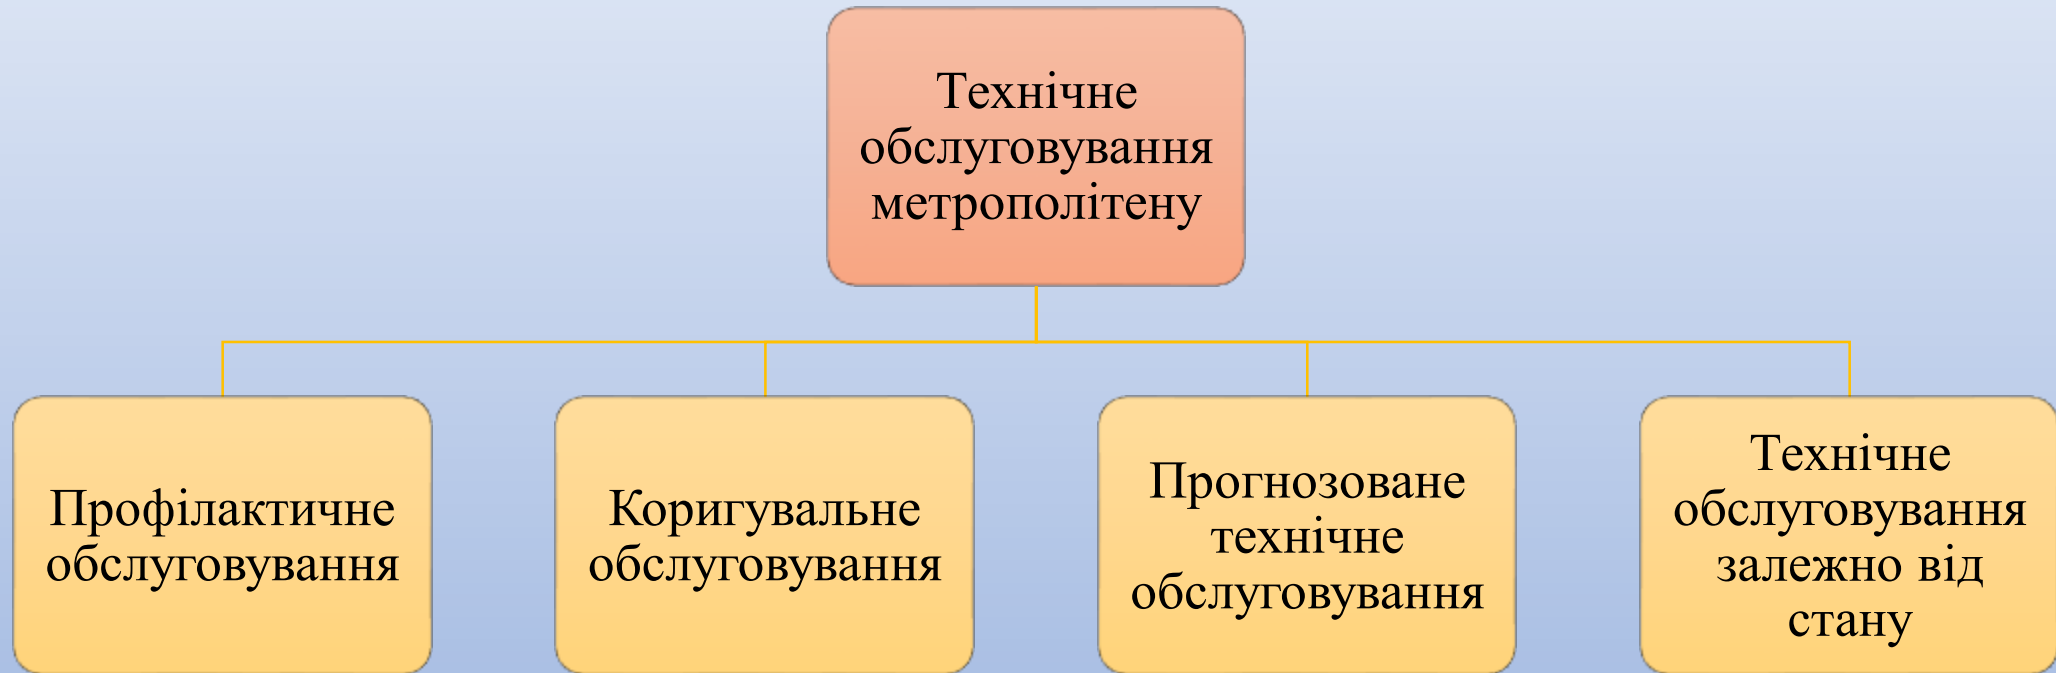 Технічне
обслуговування
метрополітену
Профілактичне
обслуговування
Коригувальне
обслуговування
Прогнозоване
технічне
обслуговування
Технічне
обслуговування
залежно від
стану